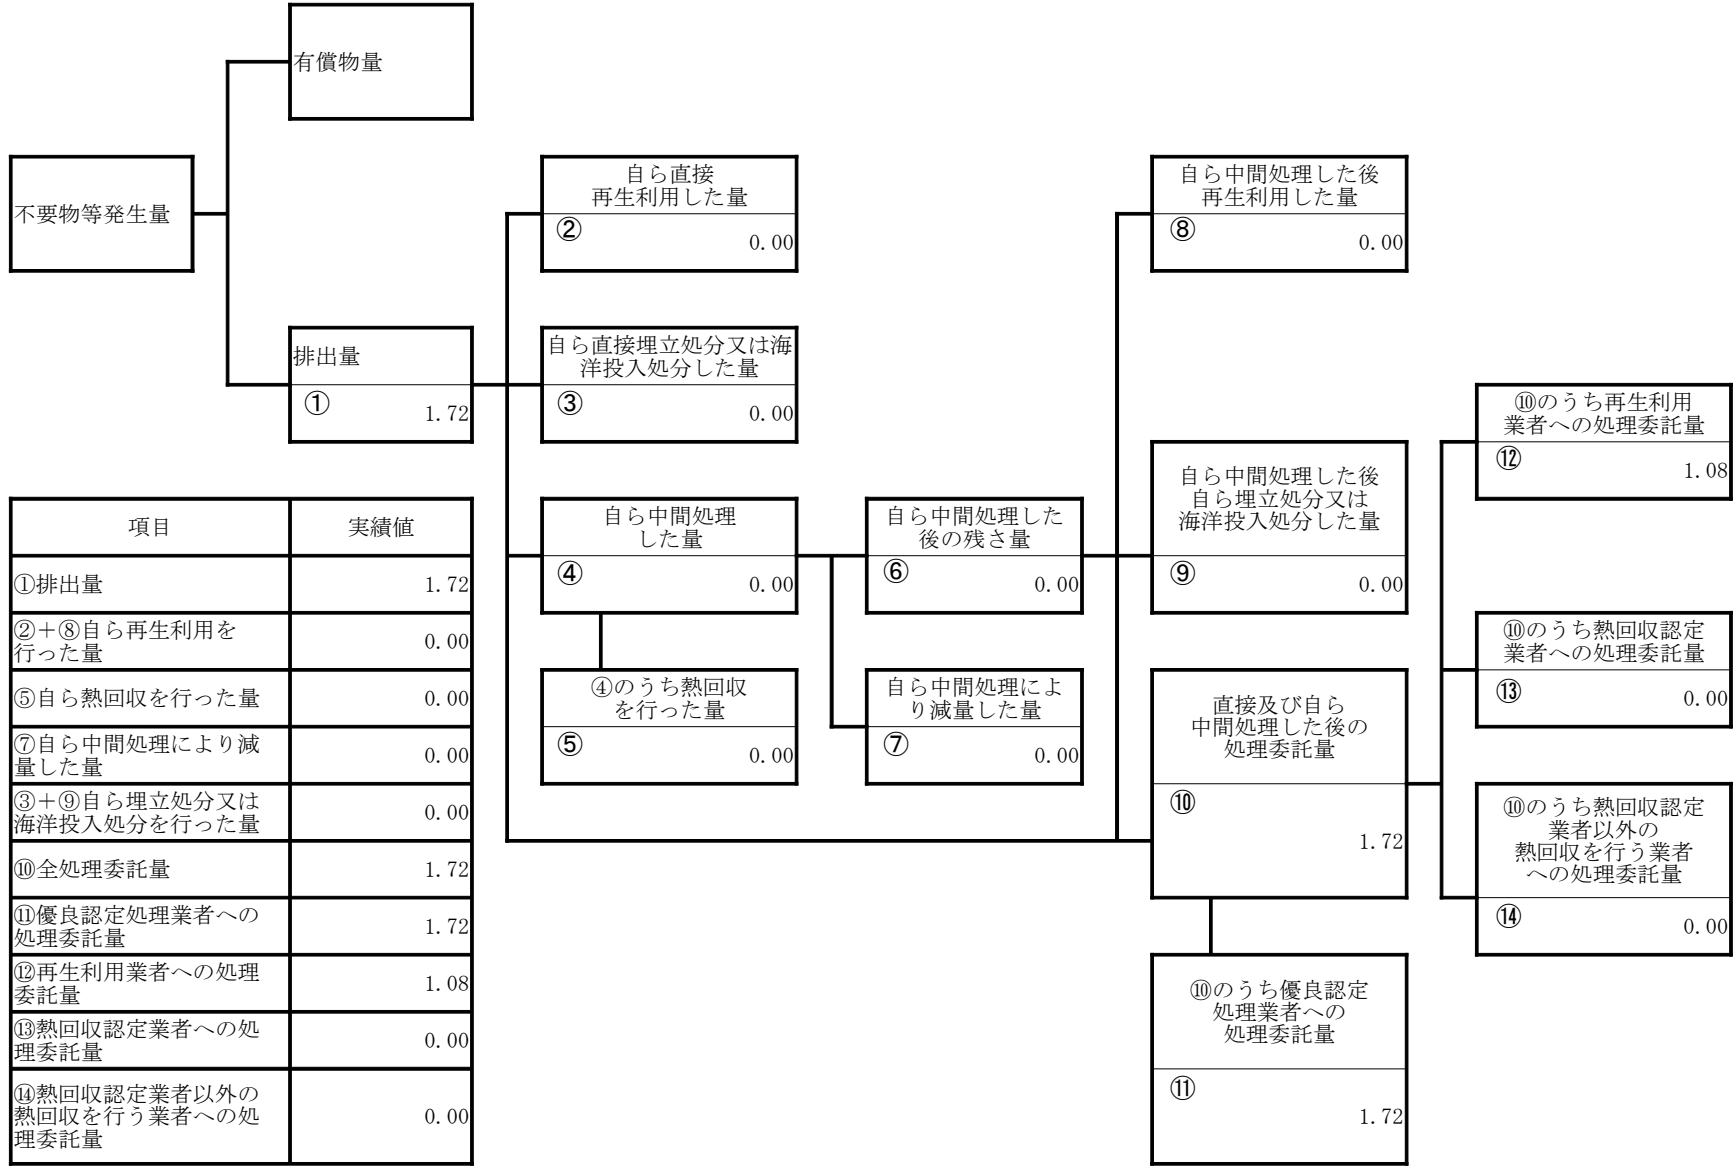 有償物量
不要物等発生量
自ら直接
再生利用した量
②
0.00
自ら中間処理した後
再生利用した量
⑧
0.00
排出量
①
1.72
自ら直接埋立処分又は海
洋投入処分した量
③
0.00
⑩のうち再生利用
業者への処理委託量
⑫
1.08
自ら中間処理した後
自ら埋立処分又は
海洋投入処分した量
⑨
0.00
自ら中間処理
した量
④
0.00
自ら中間処理した
後の残さ量
⑥
0.00
⑩のうち熱回収認定
業者への処理委託量
⑬
0.00
④のうち熱回収
を行った量
⑤
0.00
自ら中間処理によ
り減量した量
⑦
0.00
直接及び自ら
中間処理した後の
処理委託量
⑩
1.72
⑩のうち熱回収認定
業者以外の
熱回収を行う業者
への処理委託量
⑭
0.00
⑩のうち優良認定
処理業者への
処理委託量
⑪
1.72
項目 実績値
①排出量 1.72
②+⑧自ら再生利用を
行った量 0.00
⑤自ら熱回収を行った量 0.00
⑦自ら中間処理により減
量した量 0.00
③+⑨自ら埋立処分又は
海洋投入処分を行った量 0.00
⑩全処理委託量 1.72
⑪優良認定処理業者への
処理委託量 1.72
⑫再生利用業者への処理
委託量 1.08
⑬熱回収認定業者への処
理委託量 0.00
⑭熱回収認定業者以外の
熱回収を行う業者への処
理委託量 0.00